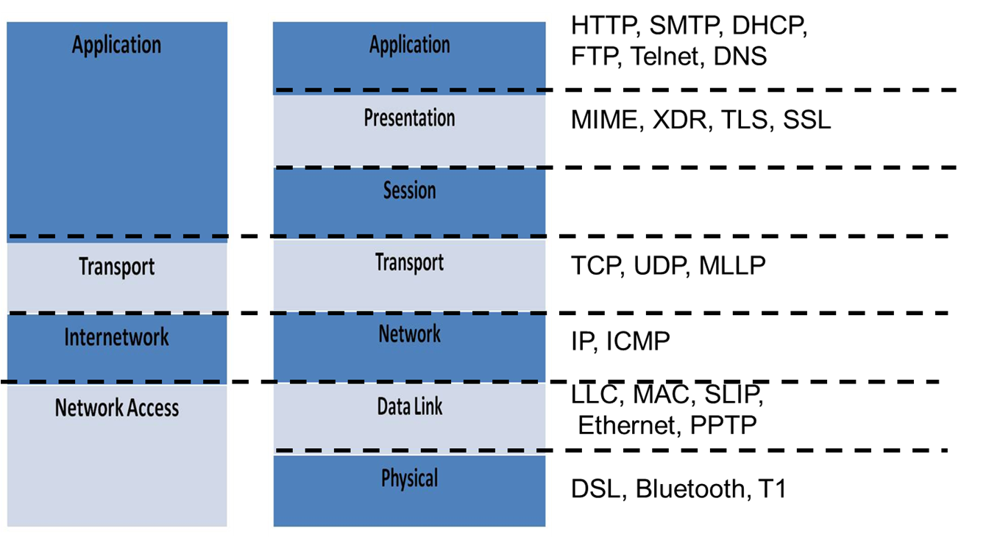 Application
Application
HTTP, SMTP, DHCP,
FTP, Telnet, DNS
Presentation
MIME, XDR, TLS, SSL
Session
Transport
Transport
TCP, UDP, MLLP
Internetwork
Network
IP, ICMP
Network Access
Data Link
LLC, MAC, SLIP,
Ethernet, PPTP
Physical
DSL, Bluetooth, T1